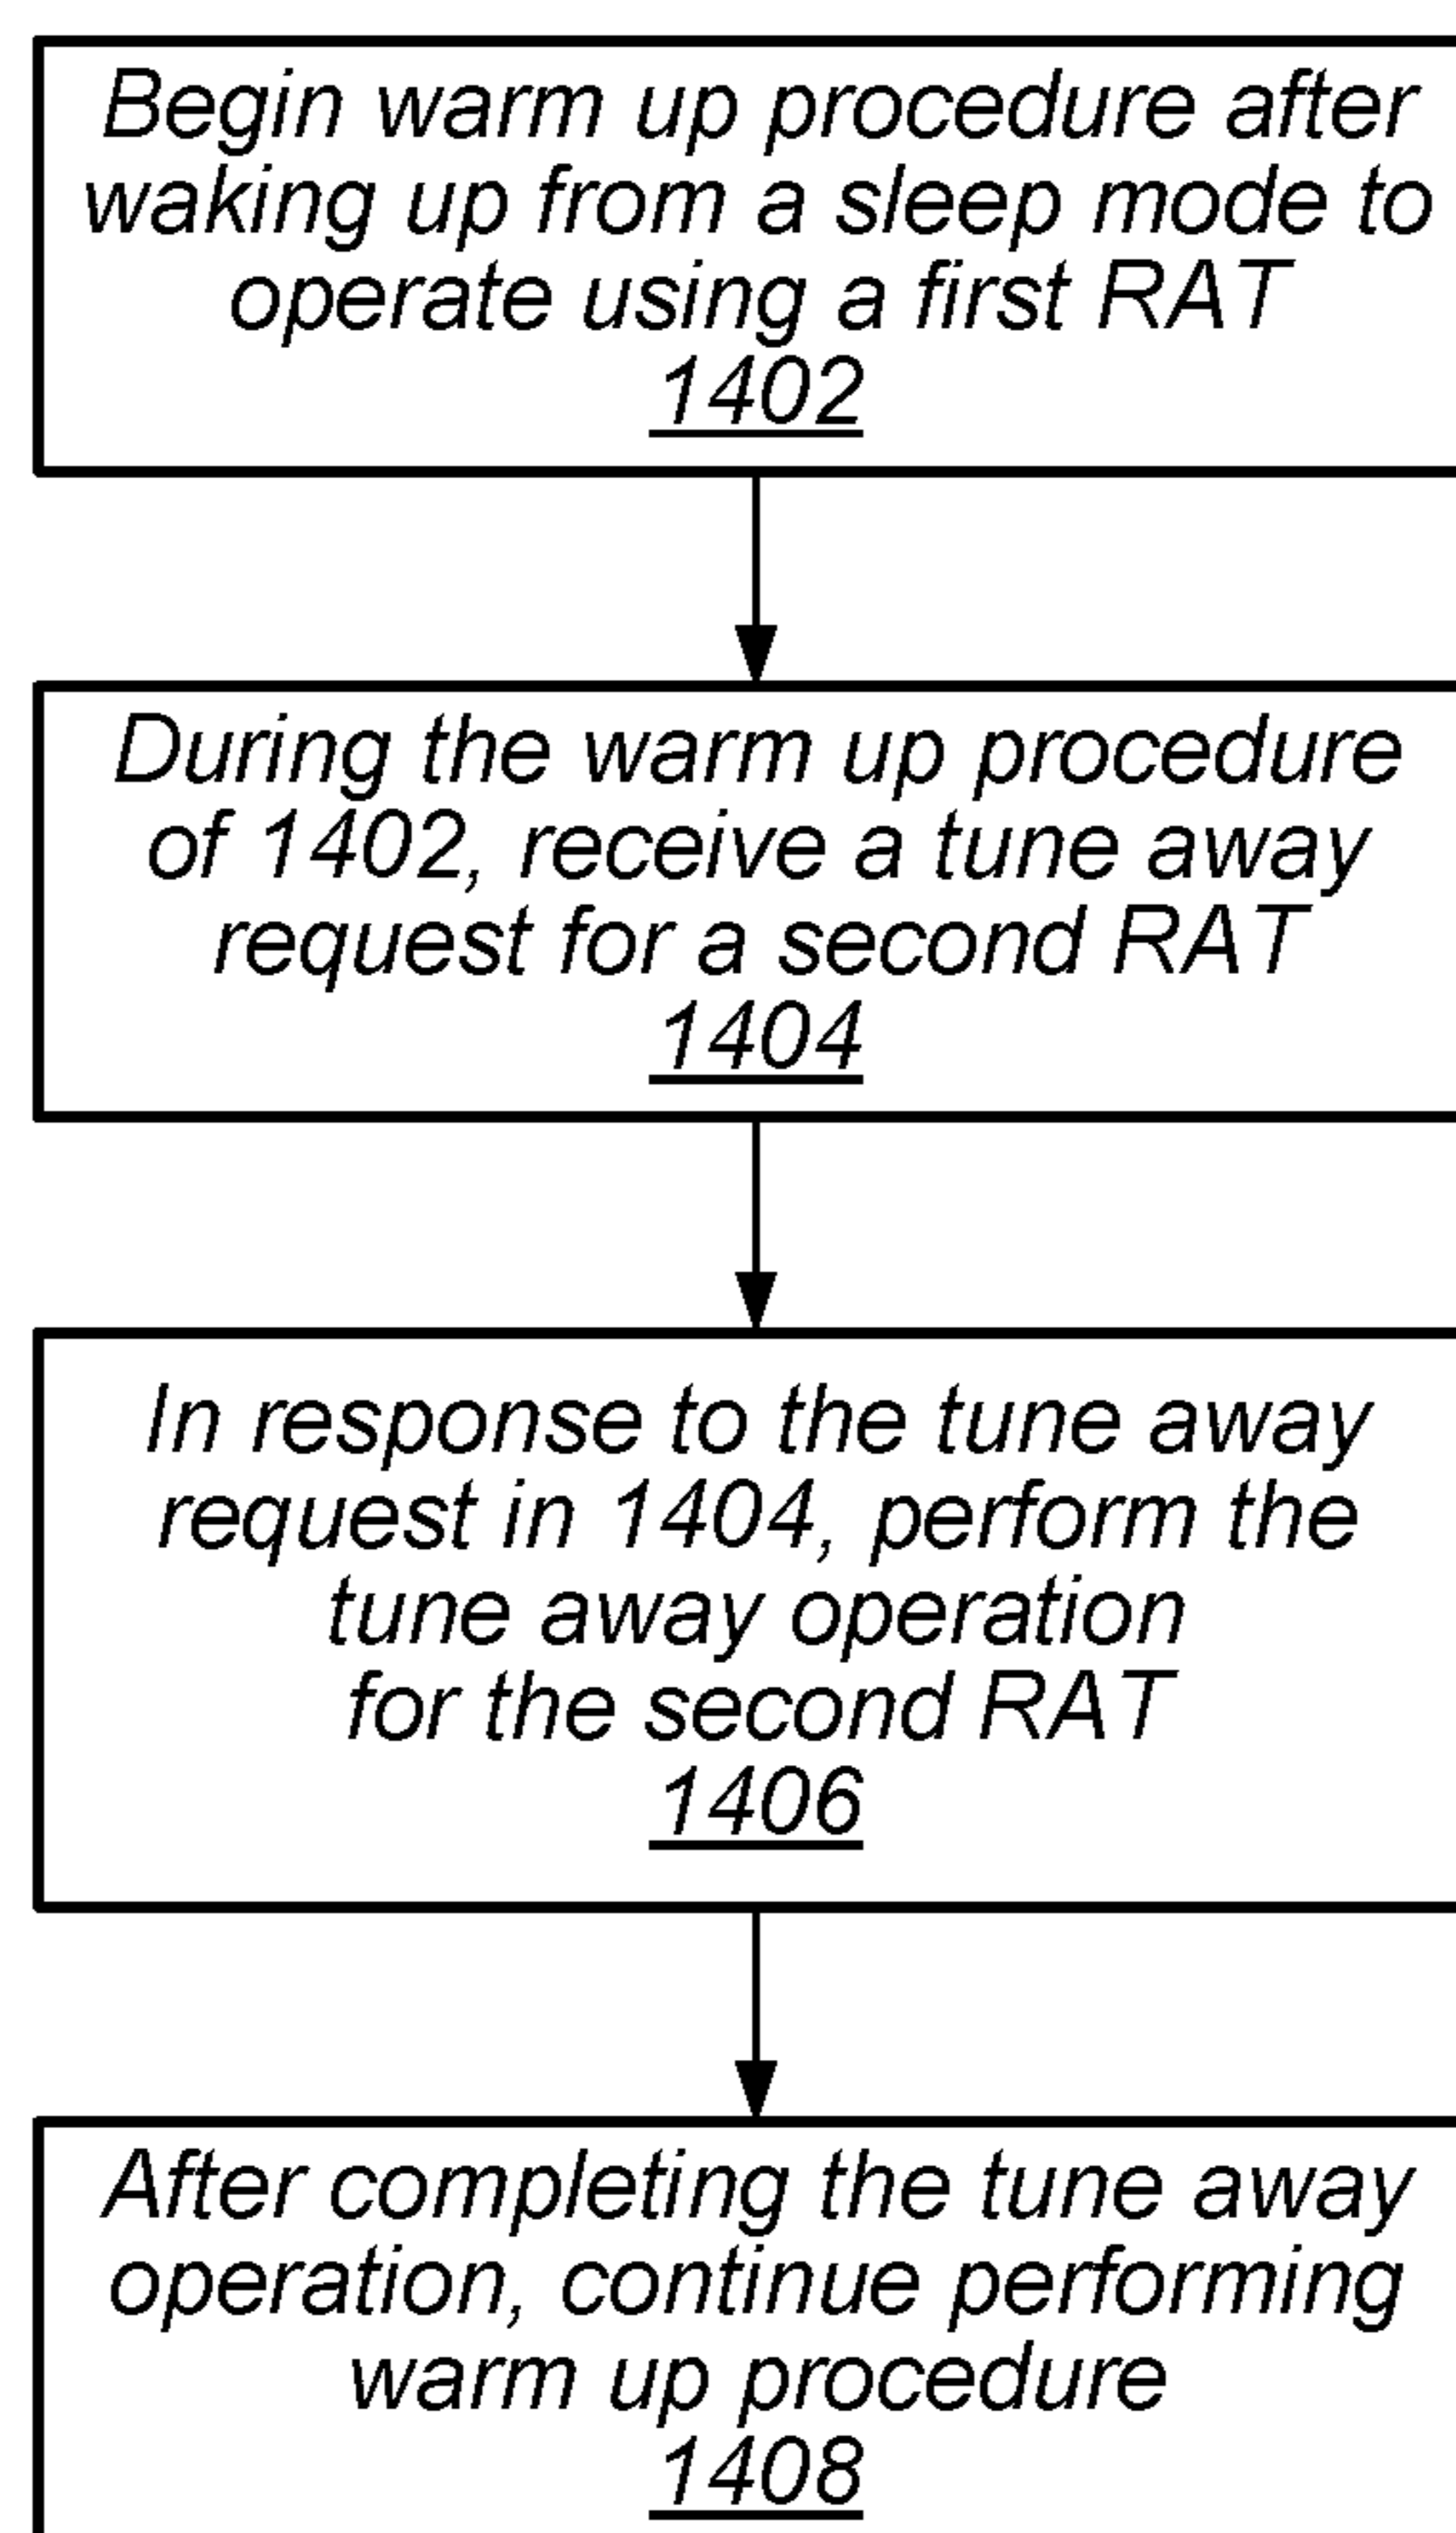 Begin warm up procedure after
waking up from a sleep mode to
operate using a first RAT
1402
During the warm up procedure
of 1402, receive a tune away
request for a second RAT
1404
In response to the tune away
request in 1404, perform the
tune away operation
for the second RAT
1406
After completing the tune away
operation, continue performing
warm up procedure
1408